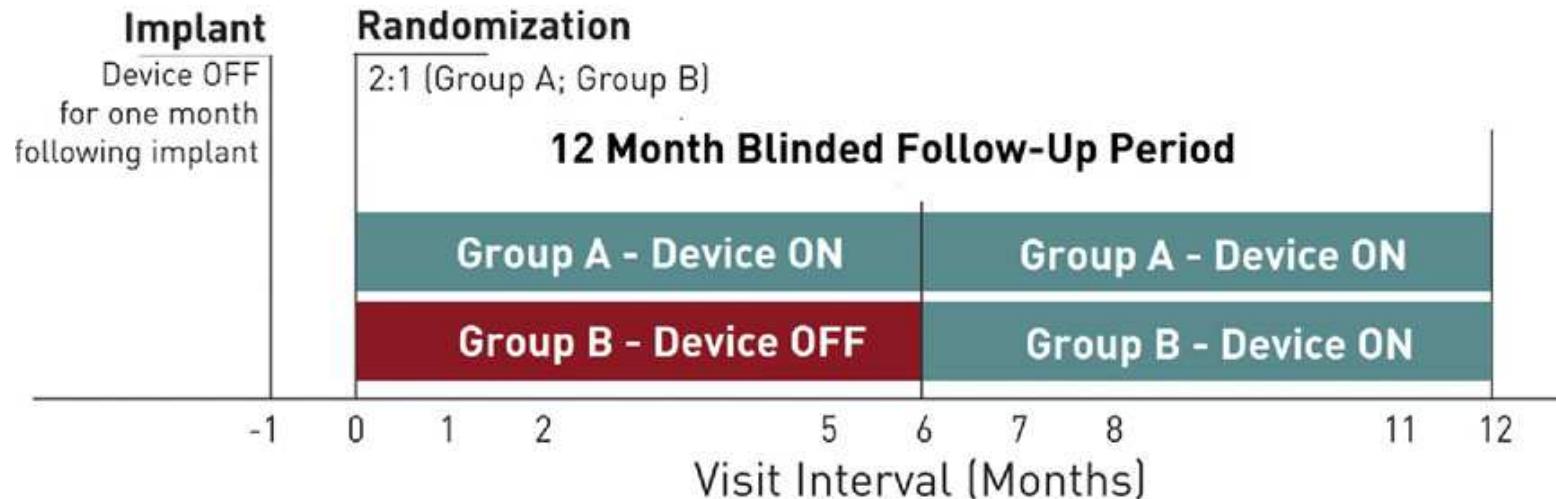 Implant
Device OFF
for one month
following implant
Randomization
2:1 (Group A; Group B)
12 Month Blinded Follow-Up Period
Group A - Device ON
Group A - Device ON
Group B - Device OFF
Group B - Device ON
-1 0 1 2 5 6 7 8 11 12
Visit Interval (Months)